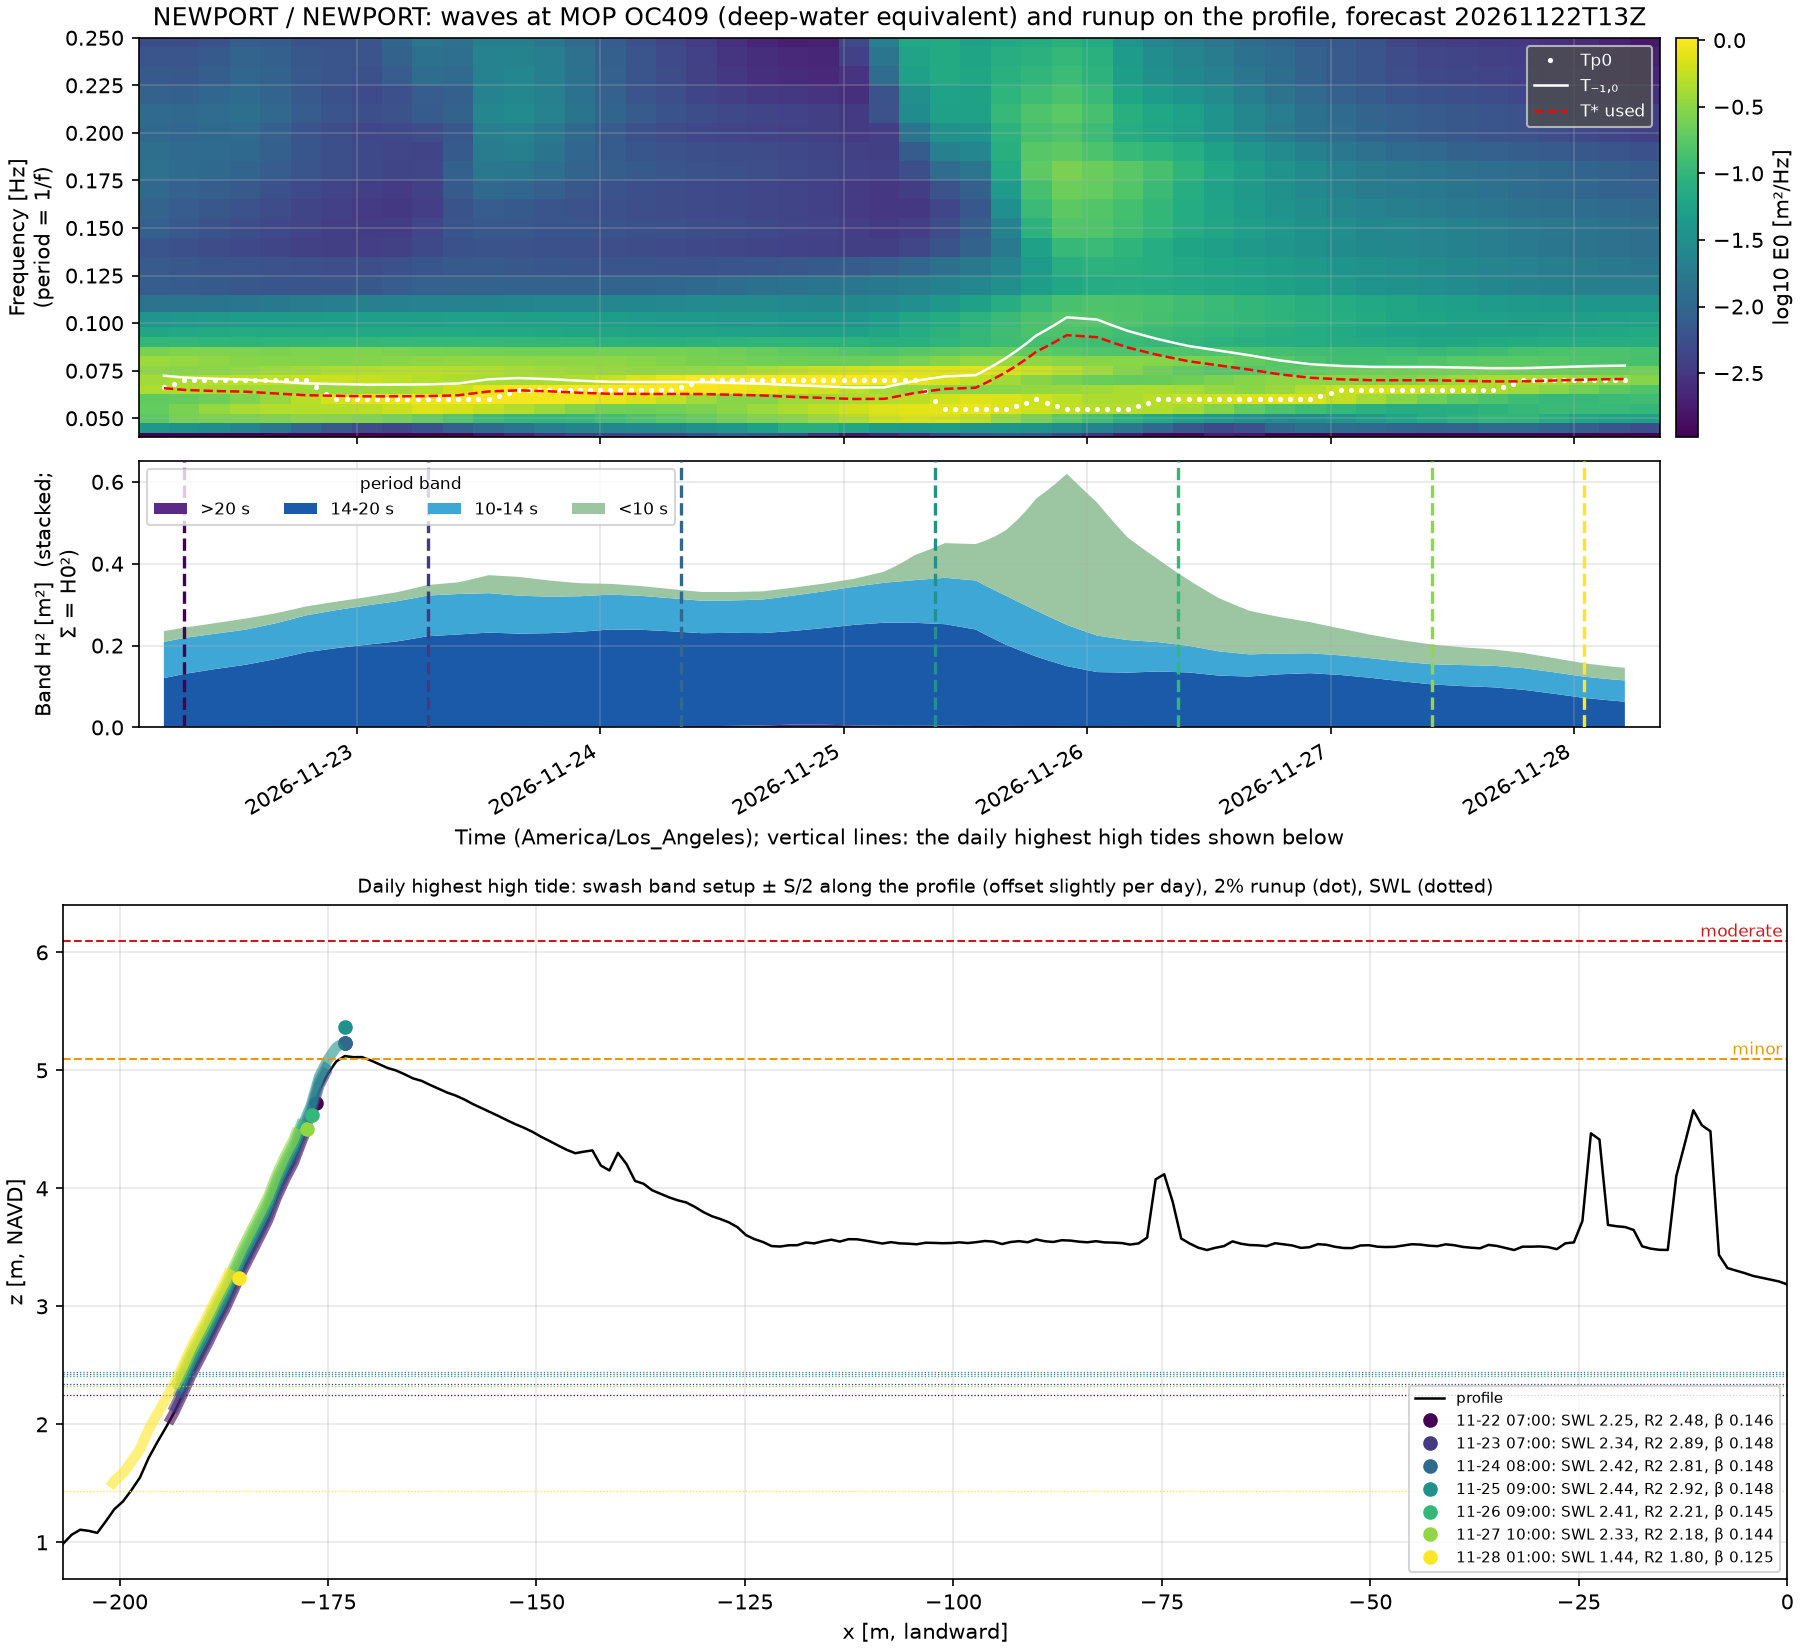 NEWPORT / NEWPORT: waves at MOP OC409 (deep-water equivalent) and runup on the profile, forecast 20261122T13Z
0.250
0.225
0.200
0.175
0.150
0.125
0.100
0.075
0.050
Frequency [Hz]
(period = 1/f)
Tp0
T₋₁,₀
T* used
0.0
−0.5
−1.0
−1.5
−2.0
−2.5
log10 E0 [m²/Hz]
0.6
0.4
0.2
0.0
Band H² [m²]  (stacked;
Σ = H0²)
period band
>20 s
14-20 s
10-14 s
<10 s
2026-11-23
2026-11-24
2026-11-25
2026-11-26
2026-11-27
2026-11-28
Time (America/Los_Angeles); vertical lines: the daily highest high tides shown below
Daily highest high tide: swash band setup ± S/2 along the profile (offset slightly per day), 2% runup (dot), SWL (dotted)
moderate
minor
6
5
4
3
2
1
z [m, NAVD]
profile
11-22 07:00: SWL 2.25, R2 2.48, β 0.146
11-23 07:00: SWL 2.34, R2 2.89, β 0.148
11-24 08:00: SWL 2.42, R2 2.81, β 0.148
11-25 09:00: SWL 2.44, R2 2.92, β 0.148
11-26 09:00: SWL 2.41, R2 2.21, β 0.145
11-27 10:00: SWL 2.33, R2 2.18, β 0.144
11-28 01:00: SWL 1.44, R2 1.80, β 0.125
−200
−175
−150
−125
−100
−75
−50
−25
0
x [m, landward]